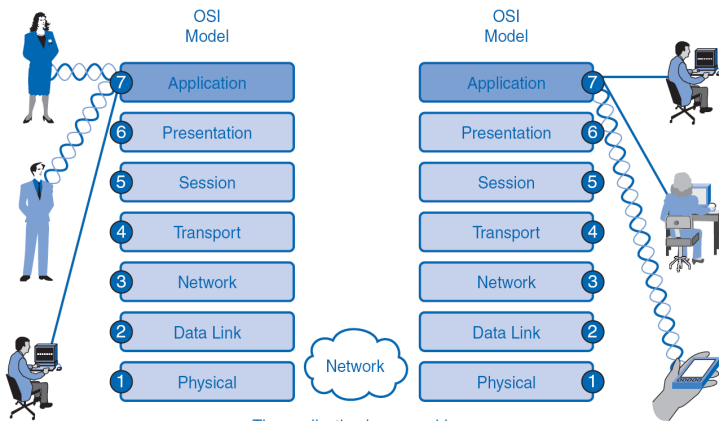 OSI
Model
OSI
Model
7 Application
Application 7
6 Presentation
Presentation 6
5 Session
Session 5
4 Transport
Transport 4
3 Network
Network 3
2 Data Link
Data Link 2
Network
1 Physical
Physical 1